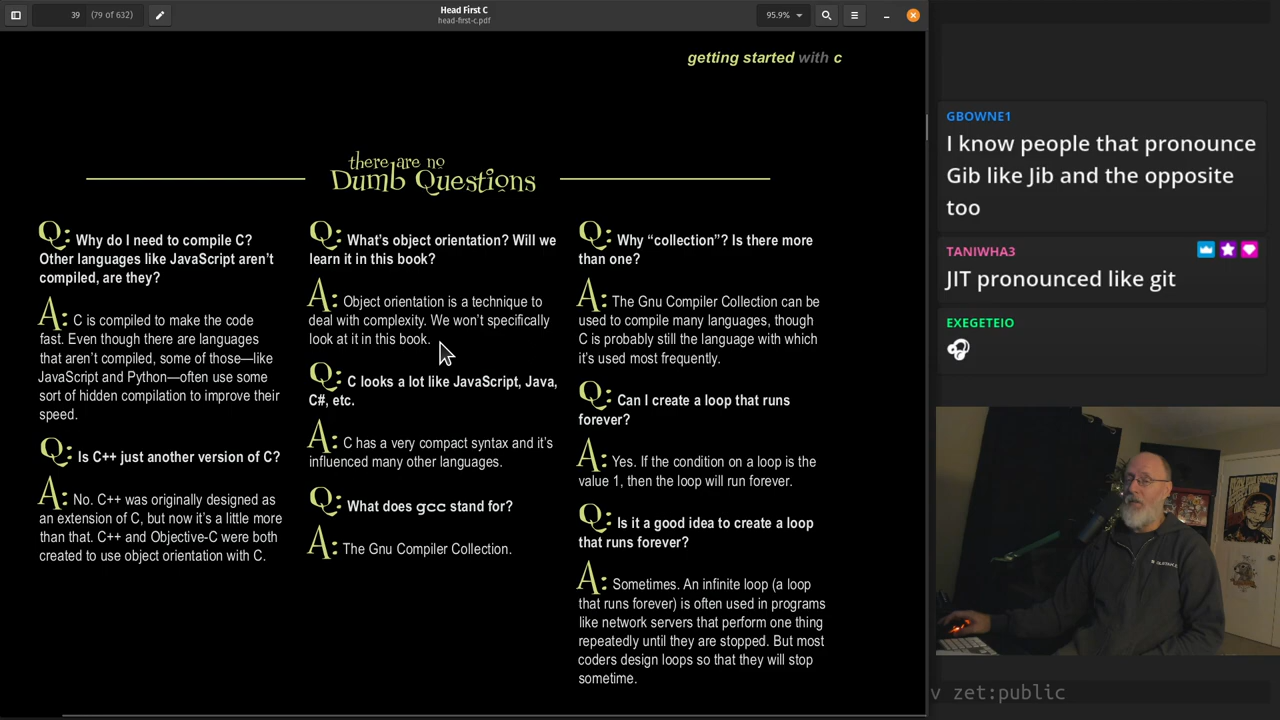 39 (79 of 632)
Head First C
head-first-c.pdf
95.9%
getting started with c
there are no
Dumb Questions
Q: Why do I need to compile C?
Other languages like JavaScript aren't
compiled, are they?
A: C is compiled to make the code
fast. Even though there are languages
that aren't compiled, some of those—like
JavaScript and Python—often use some
sort of hidden compilation to improve their
speed.
Q: Is C++ just another version of C?
A: No. C++ was originally designed as
an extension of C, but now it's a little more
than that. C++ and Objective-C were both
created to use object orientation with C.
Q: What's object orientation? Will we
learn it in this book?
A: Object orientation is a technique to
deal with complexity. We won't specifically
look at it in this book.
Q: C looks a lot like JavaScript, Java,
C#, etc.
A: C has a very compact syntax and it's
influenced many other languages.
Q: What does gcc stand for?
A: The Gnu Compiler Collection.
Q: Why “collection”? Is there more
than one?
A: The Gnu Compiler Collection can be
used to compile many languages, though
C is probably still the language with which
it's used most frequently.
Q: Can I create a loop that runs
forever?
A: Yes. If the condition on a loop is the
value 1, then the loop will run forever.
Q: Is it a good idea to create a loop
that runs forever?
A: Sometimes. An infinite loop (a loop
that runs forever) is often used in programs
like network servers that perform one thing
repeatedly until they are stopped. But most
coders design loops so that they will stop
sometime.
GBOWNE1
I know people that pronounce
Gib like Jib and the opposite
too
TANIWHA3
JIT pronounced like git
EXEGETEIO
v zet:public